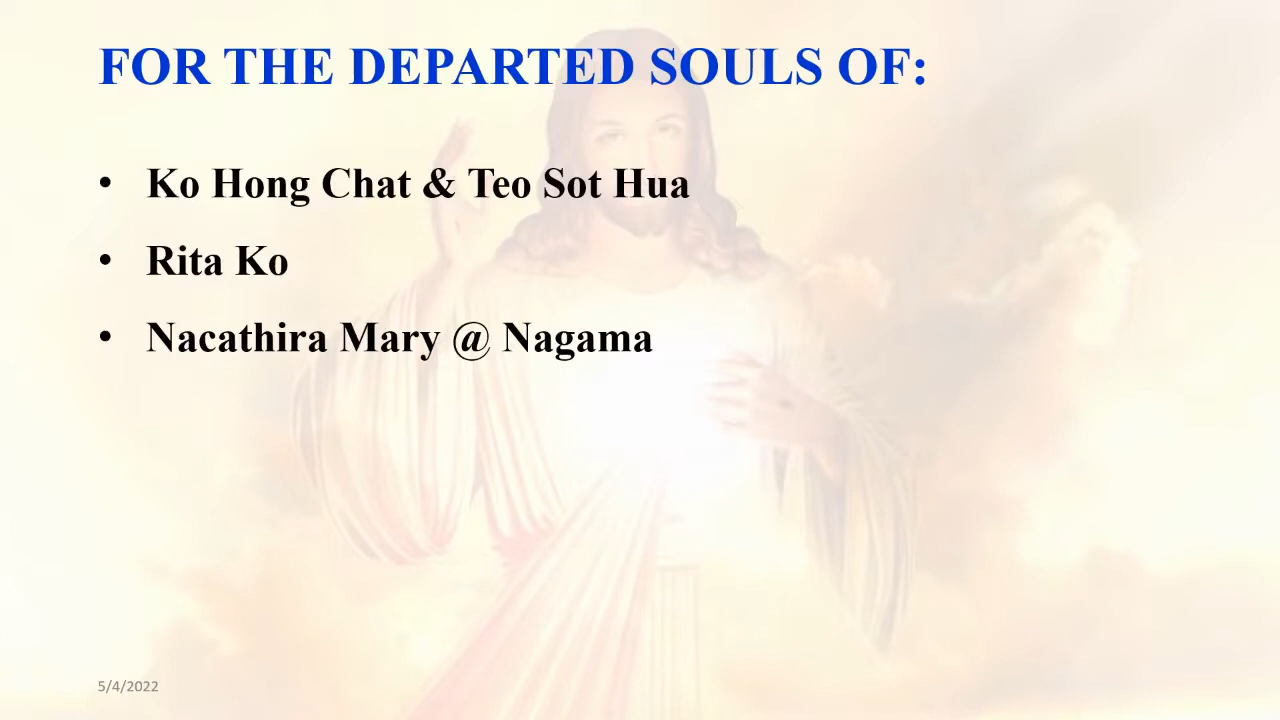 FOR THE DEPARTED SOULS OF:
• Ko Hong Chat & Teo Sot Hua
• Rita Ko
• Nacathira Mary @ Nagama
5/4/2022